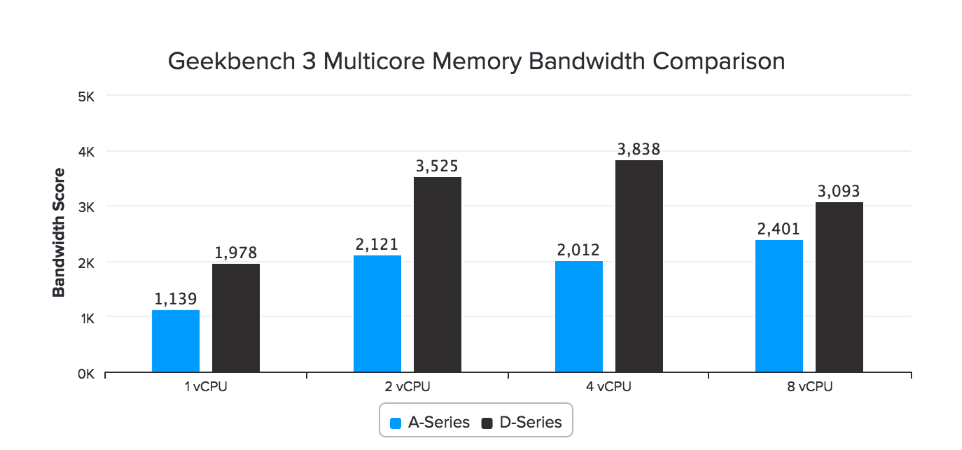 Geekbench 3 Multicore Memory Bandwidth Comparison
Bandwidth Score
5K
4K
3K
2K
1K
0K
1,139
1,978
2,121
3,525
2,012
3,838
2,401
3,093
1 vCPU
2 vCPU
4 vCPU
8 vCPU
A-Series
D-Series